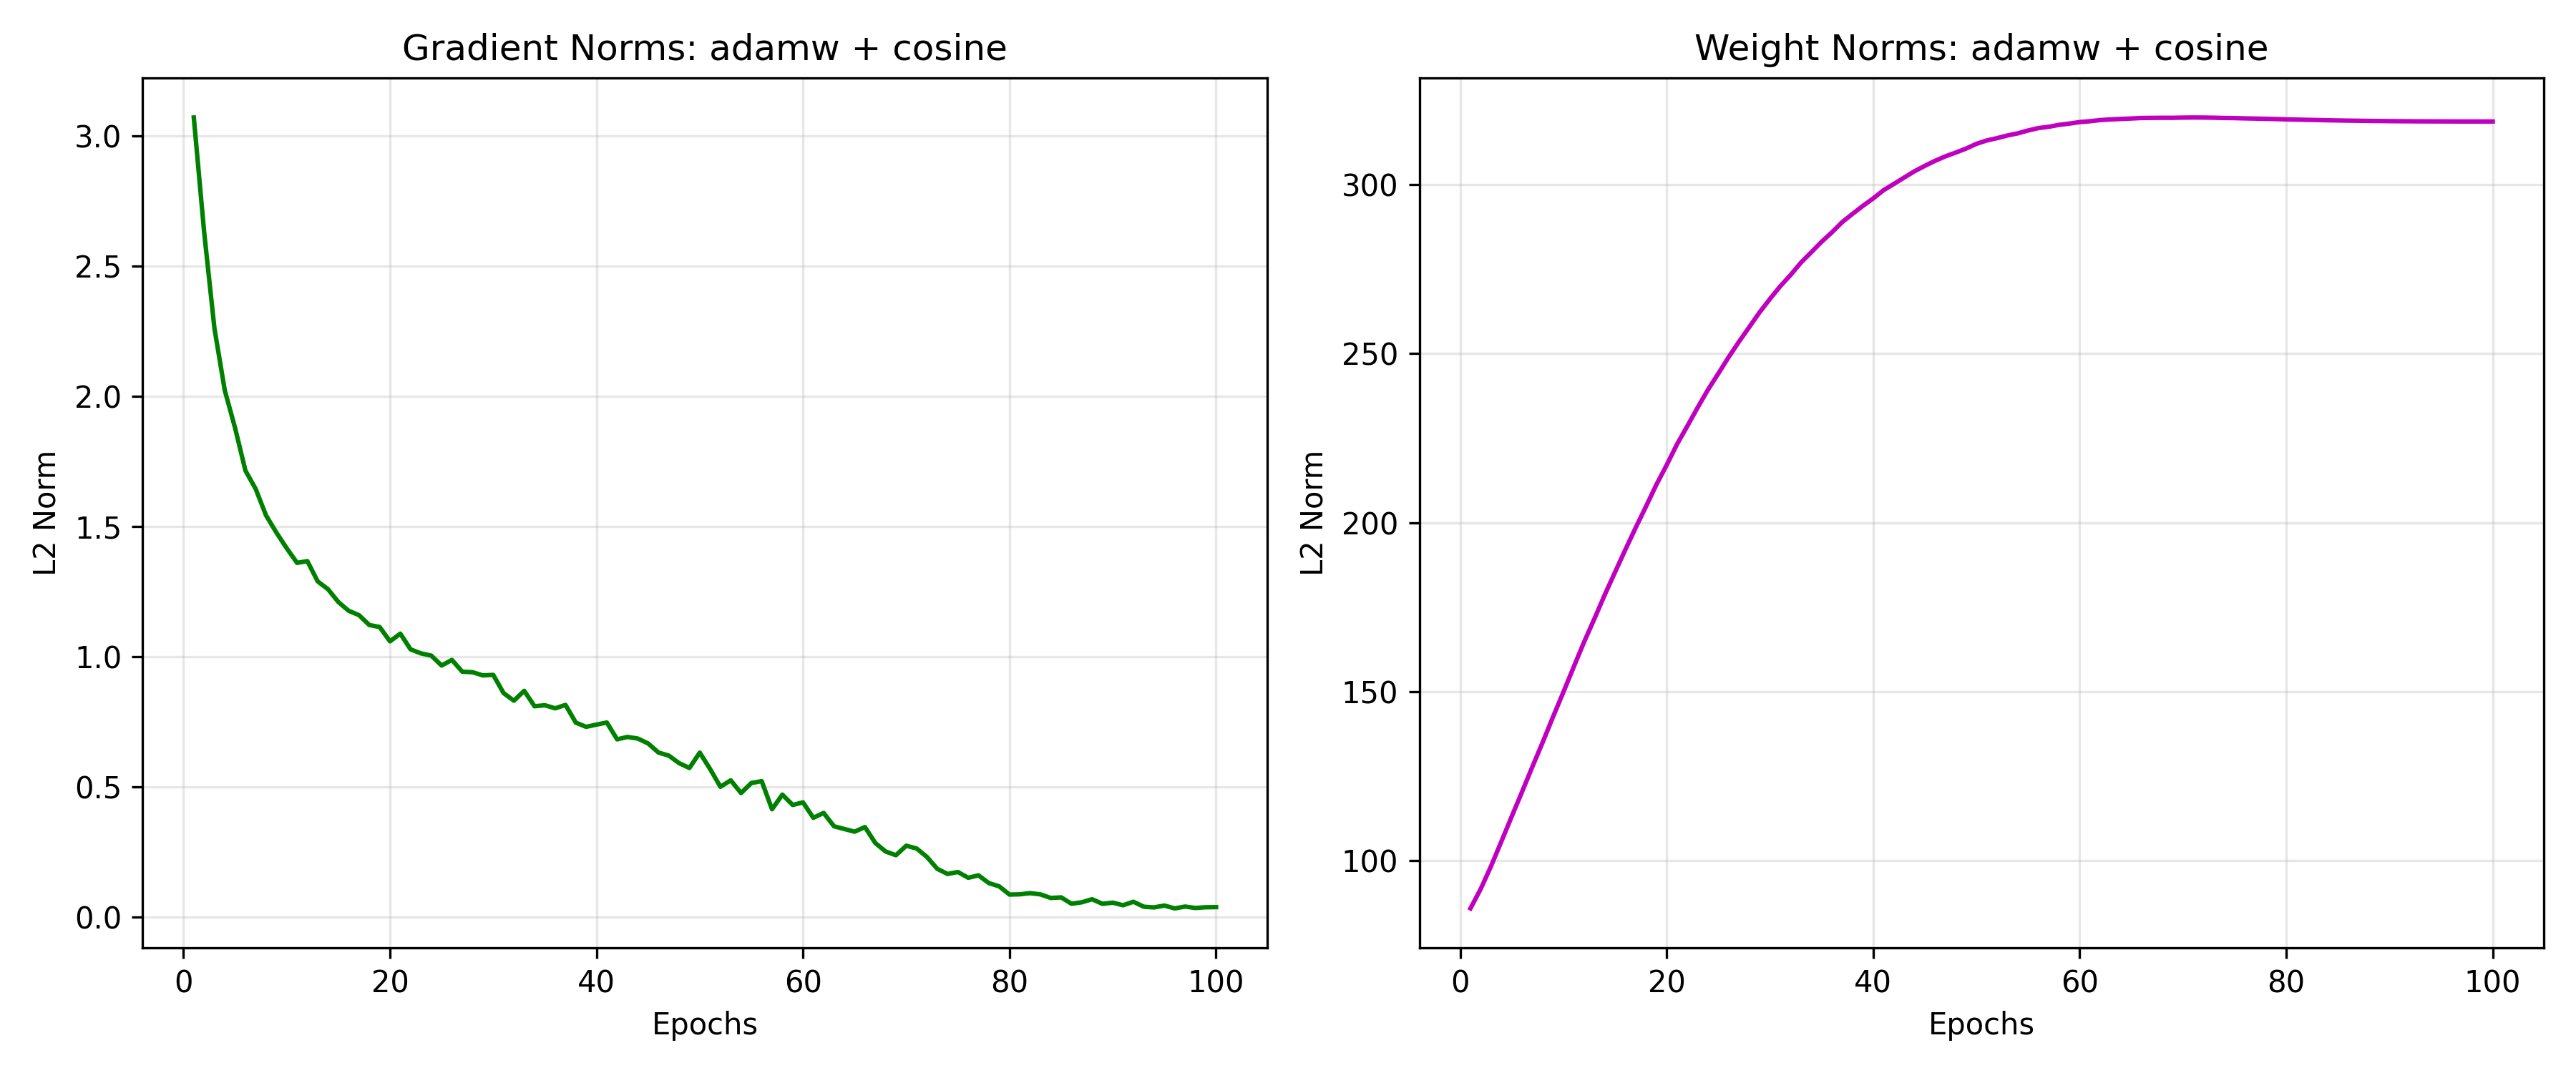 Gradient Norms: adamw + cosine
3.0
2.5
2.0
1.5
1.0
0.5
0.0
L2 Norm
0 20 40 60 80 100
Epochs
Weight Norms: adamw + cosine
300
250
200
150
100
L2 Norm
0 20 40 60 80 100
Epochs